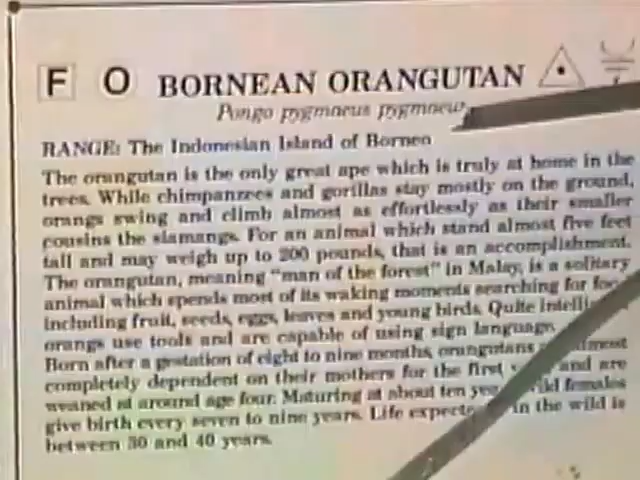 F O BORNEAN ORANGUTAN
Pongo pygmaeus pygmaeus
RANGE: The Indonesian Island of Borneo
The orangutan is the only great ape which is truly at home in the
trees. While chimpanzees and gorillas stay mostly on the ground,
orangs swing and climb almost as effortlessly as their smaller
cousins the siamangs. For an animal which stand almost five feet
tall and may weigh up to 200 pounds, that is an accomplishment.
The orangutan, meaning "man of the forest" in Malay, is a solitary
animal which spends most of its waking moments searching for
including fruit, seeds, eggs, leaves and young birds. Quite
orangs use tools and are capable of using sign language.
Born after a gestation of eight to nine months, orangutans
completely dependent on their mothers for the first and are
weaned at around age four. Maturing at about ten females
give birth every seven to nine years. Life in the wild is
between 30 and 40 years.